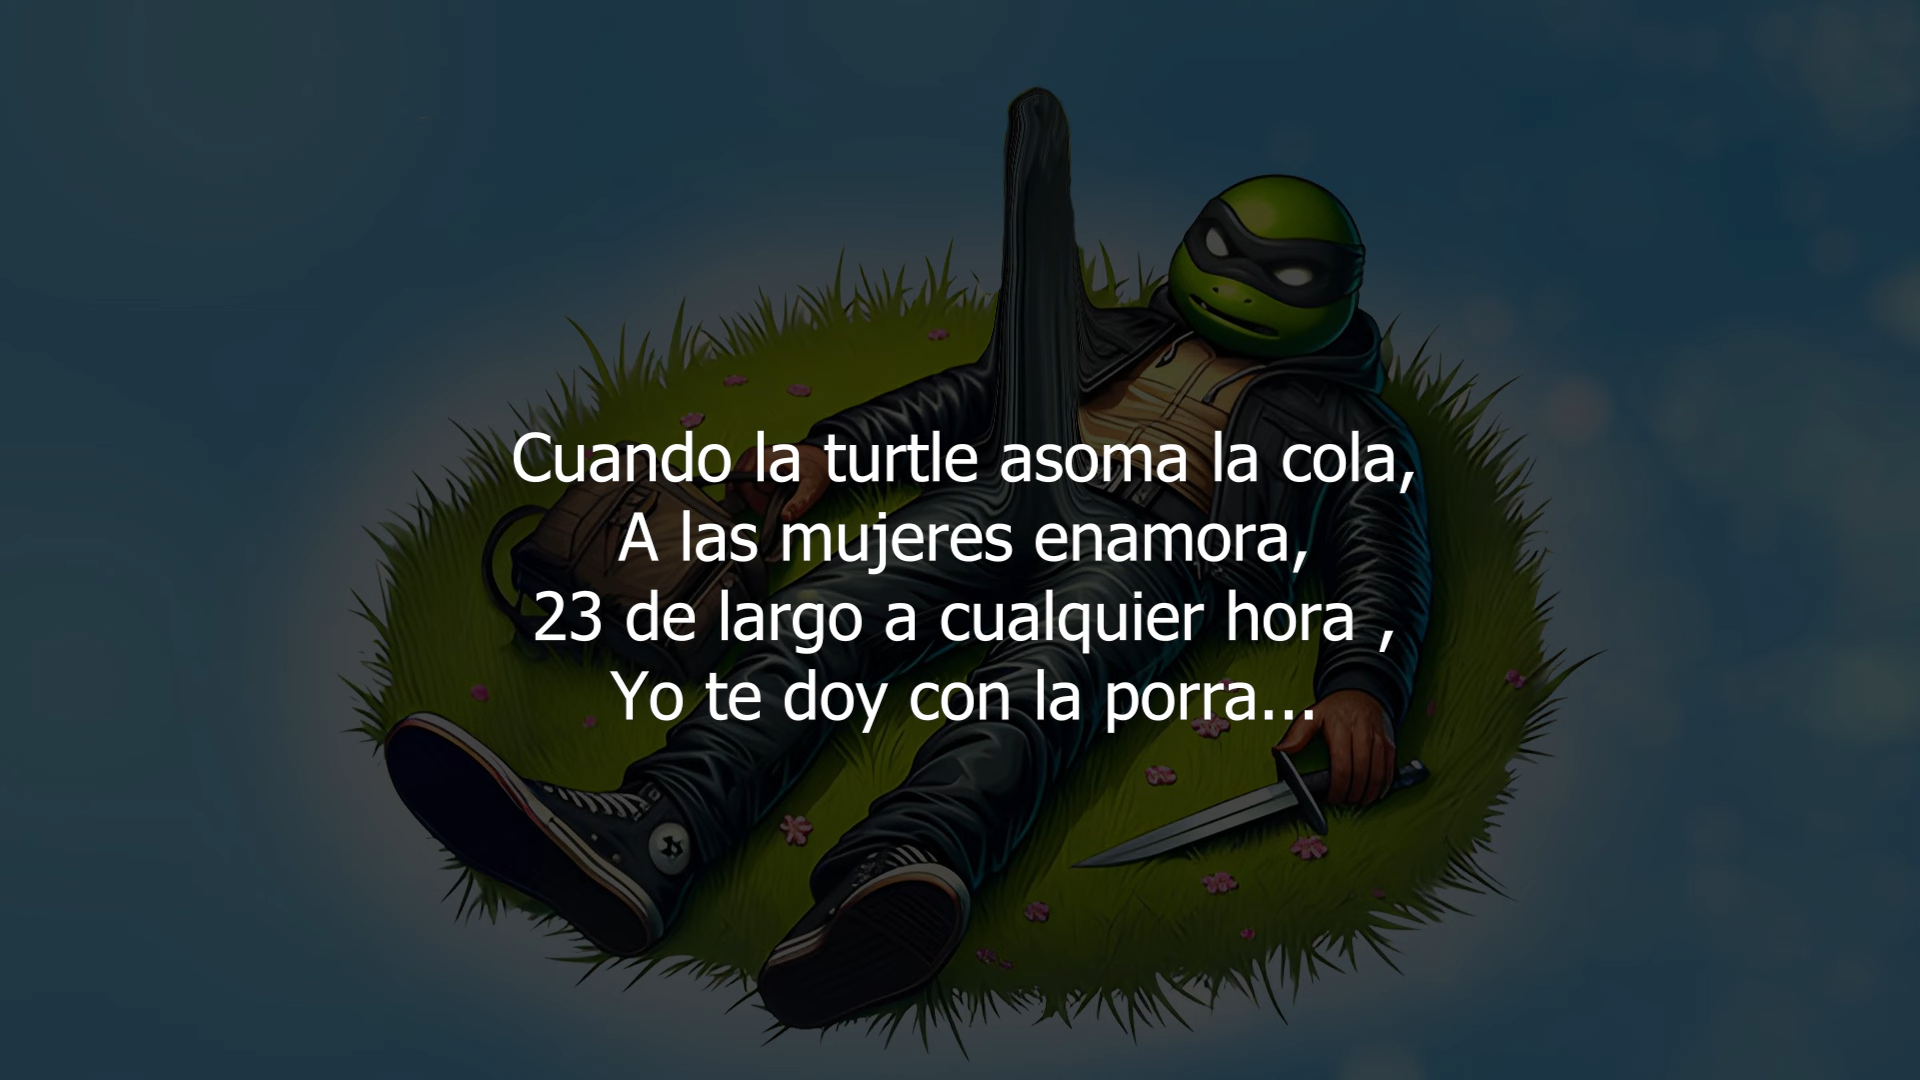 Cuando la turtle asoma la cola,
A las mujeres enamora,
23 de largo a cualquier hora ,
Yo te doy con la porra...